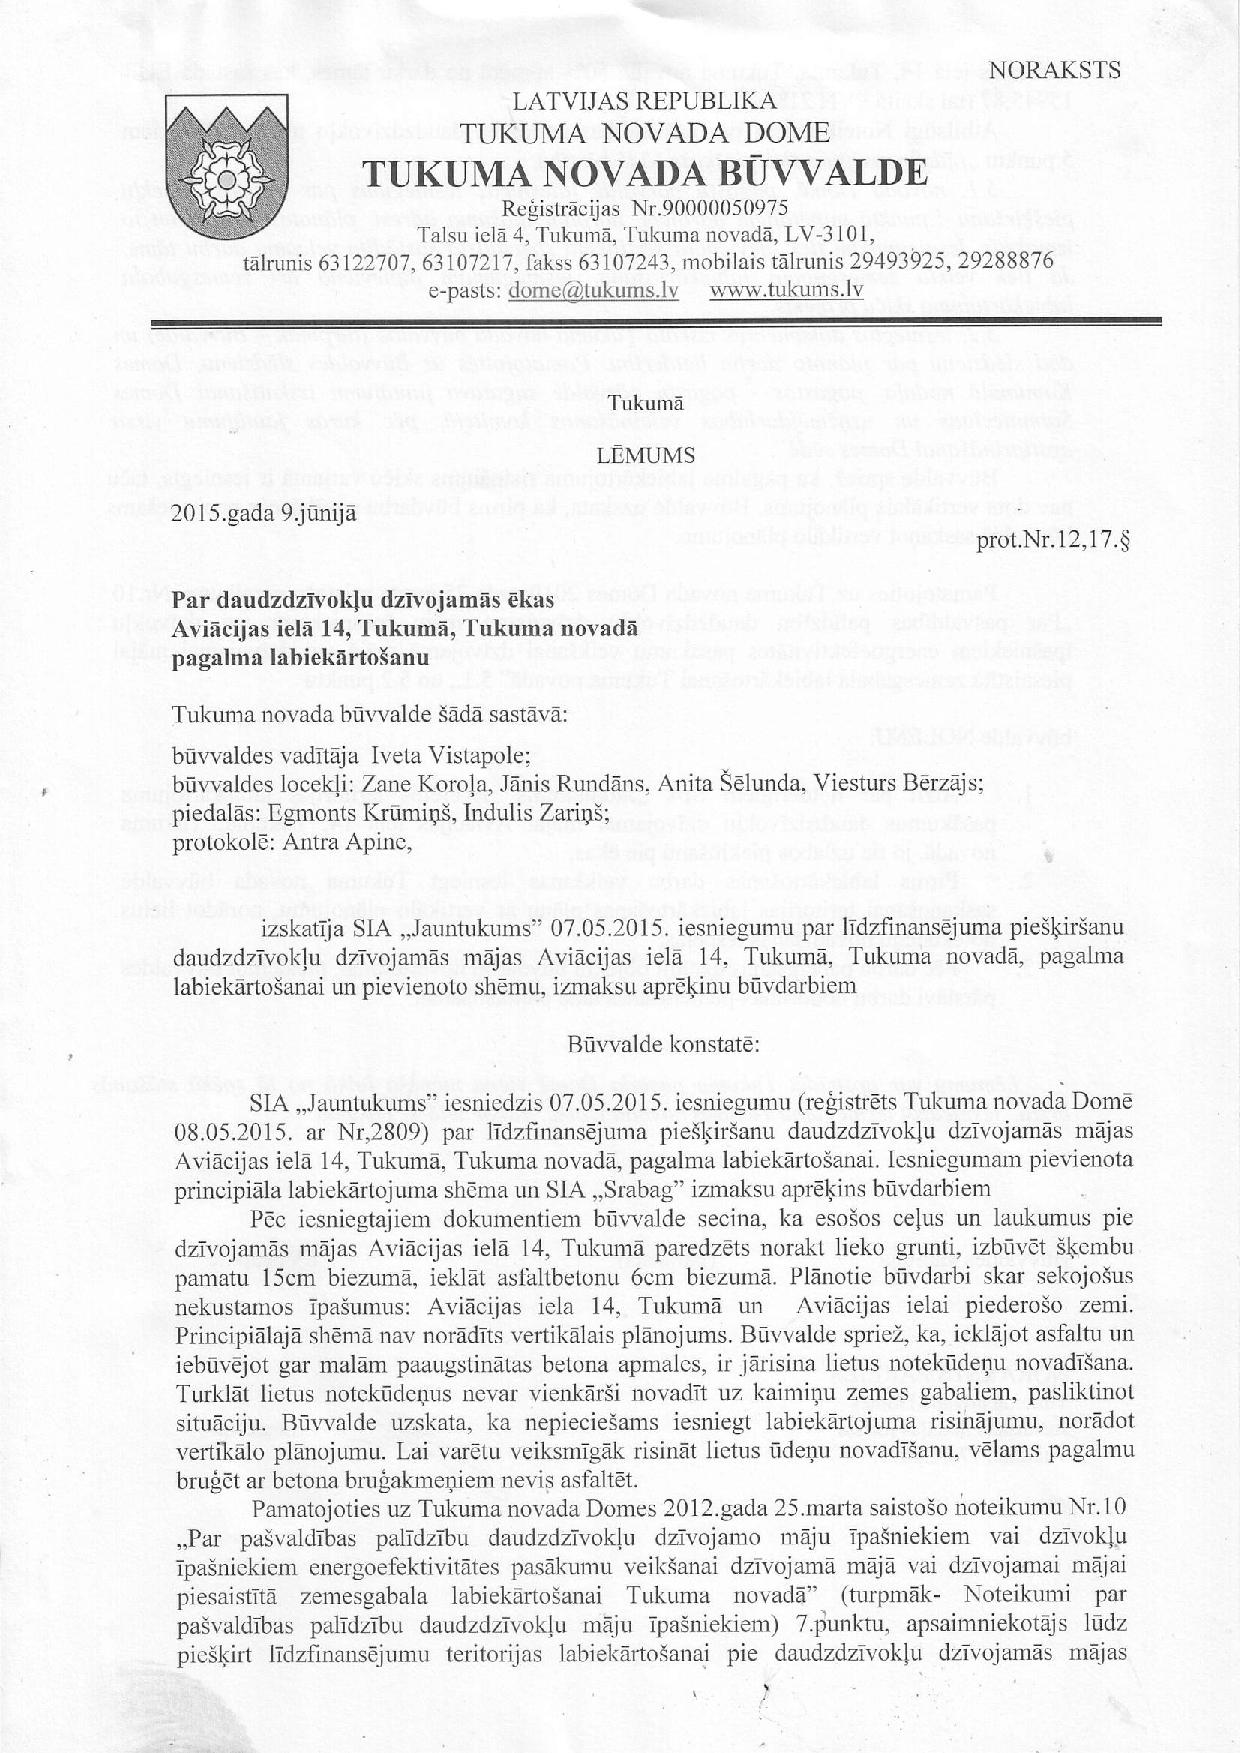 NORAKSTS
LATVIJAS REPUBLIKA
TUKUMA NOVADA DOME
TUKUMA NOVADA BŪVVALDE
Reģistrācijas Nr.90000050975
Talsu ielā 4, Tukumā, Tukuma novadā, LV-3101,
tālrunis 63122707, 63107217, fakss 63107243, mobilais tālrunis 29493925, 29288876
e-pasts: dome@tukums.lv www.tukums.lv
Tukumā
LĒMUMS
2015.gada 9.jūnijā
prot.Nr.12,17.§
Par daudzdzīvokļu dzīvojamās ēkas
Aviācijas ielā 14, Tukumā, Tukuma novadā
pagalma labiekārtošanu
Tukuma novada būvvalde šādā sastāvā:
būvvaldes vadītāja Iveta Vistapole;
būvvaldes locekļi: Zane Koroļa, Jānis Rundāns, Anita Šēlunda, Viesturs Bērzājs;
piedalās: Egmonts Krūmiņš, Indulis Zariņš;
protokolē: Antra Apine,
izskatīja SIA „Jauntukums” 07.05.2015. iesniegumu par līdzfinansējuma piešķiršanu
daudzdzīvokļu dzīvojamās mājas Aviācijas ielā 14, Tukumā, Tukuma novadā, pagalma
labiekārtošanai un pievienoto shēmu, izmaksu aprēķinu būvdarbiem
Būvvalde konstatē:
SIA „Jauntukums” iesniedzis 07.05.2015. iesniegumu (reģistrēts Tukuma novada Domē
08.05.2015. ar Nr,2809) par līdzfinansējuma piešķiršanu daudzdzīvokļu dzīvojamās mājas
Aviācijas ielā 14, Tukumā, Tukuma novadā, pagalma labiekārtošanai. Iesniegumam pievienota
principiāla labiekārtojuma shēma un SIA „Srabag” izmaksu aprēķins būvdarbiem
Pēc iesniegtajiem dokumentiem būvvalde secina, ka esošos ceļus un laukumus pie
dzīvojamās mājas Aviācijas ielā 14, Tukumā paredzēts norakt lieko grunti, izbūvēt šķembu
pamatu 15cm biezumā, ieklāt asfaltbetonu 6cm biezumā. Plānotie būvdarbi skar sekojošus
nekustamos īpašumus: Aviācijas iela 14, Tukumā un Aviācijas ielai piederošo zemi.
Principiālajā shēmā nav norādīts vertikālais plānojums. Būvvalde spriež, ka, ieklājot asfaltu un
iebūvējot gar malām paaugstinātas betona apmales, ir jārisina lietus notekūdeņu novadīšana.
Turklāt lietus notekūdeņus nevar vienkārši novadīt uz kaimiņu zemes gabaliem, pasliktinot
situāciju. Būvvalde uzskata, ka nepieciešams iesniegt labiekārtojuma risinājumu, norādot
vertikālo plānojumu. Lai varētu veiksmīgāk risināt lietus ūdeņu novadīšanu, vēlams pagalmu
bruģēt ar betona bruģakmeņiem nevis asfaltēt.
Pamatojoties uz Tukuma novada Domes 2012.gada 25.marta saistošo noteikumu Nr.10
„Par pašvaldības palīdzību daudzdzīvokļu dzīvojamo māju īpašniekiem vai dzīvokļu
īpašniekiem energoefektivitātes pasākumu veikšanai dzīvojamā mājā vai dzīvojamai mājai
piesaistītā zemesgabala labiekārtošanai Tukuma novadā” (turpmāk- Noteikumi par
pašvaldības palīdzību daudzdzīvokļu māju īpašniekiem) 7.punktu, apsaimniekotājs lūdz
piešķirt līdzfinansējumu teritorijas labiekārtošanai pie daudzdzīvokļu dzīvojamās mājas